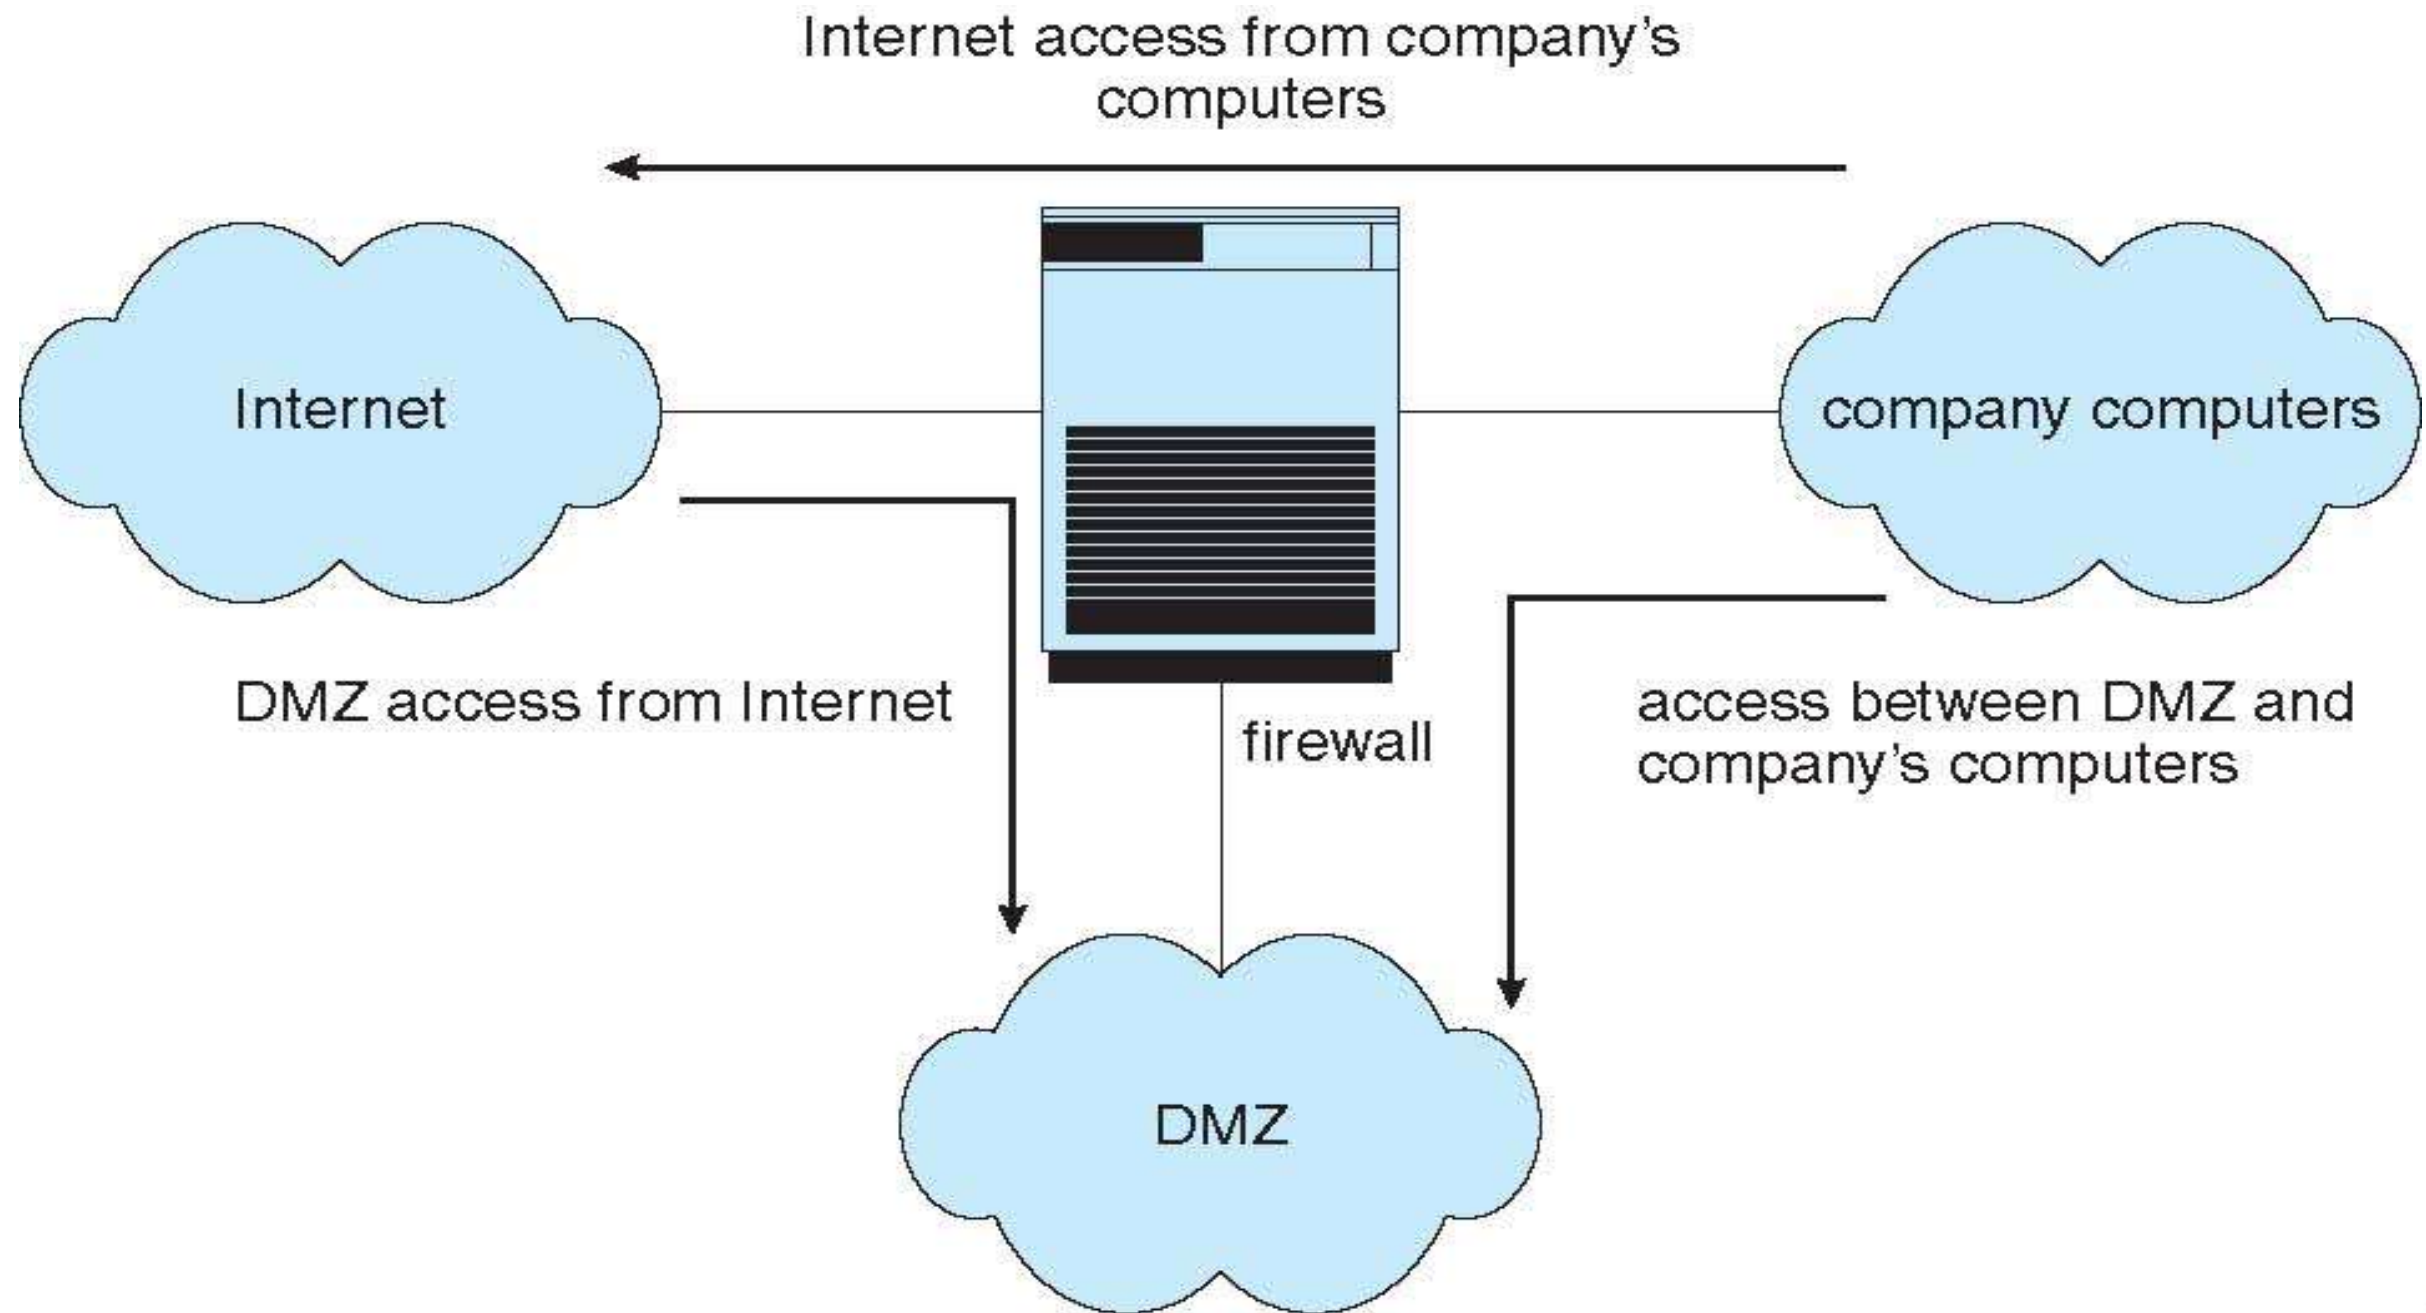 Internet access from company's
computers
Internet
company computers
DMZ access from Internet
firewall
access between DMZ and
company's computers
DMZ